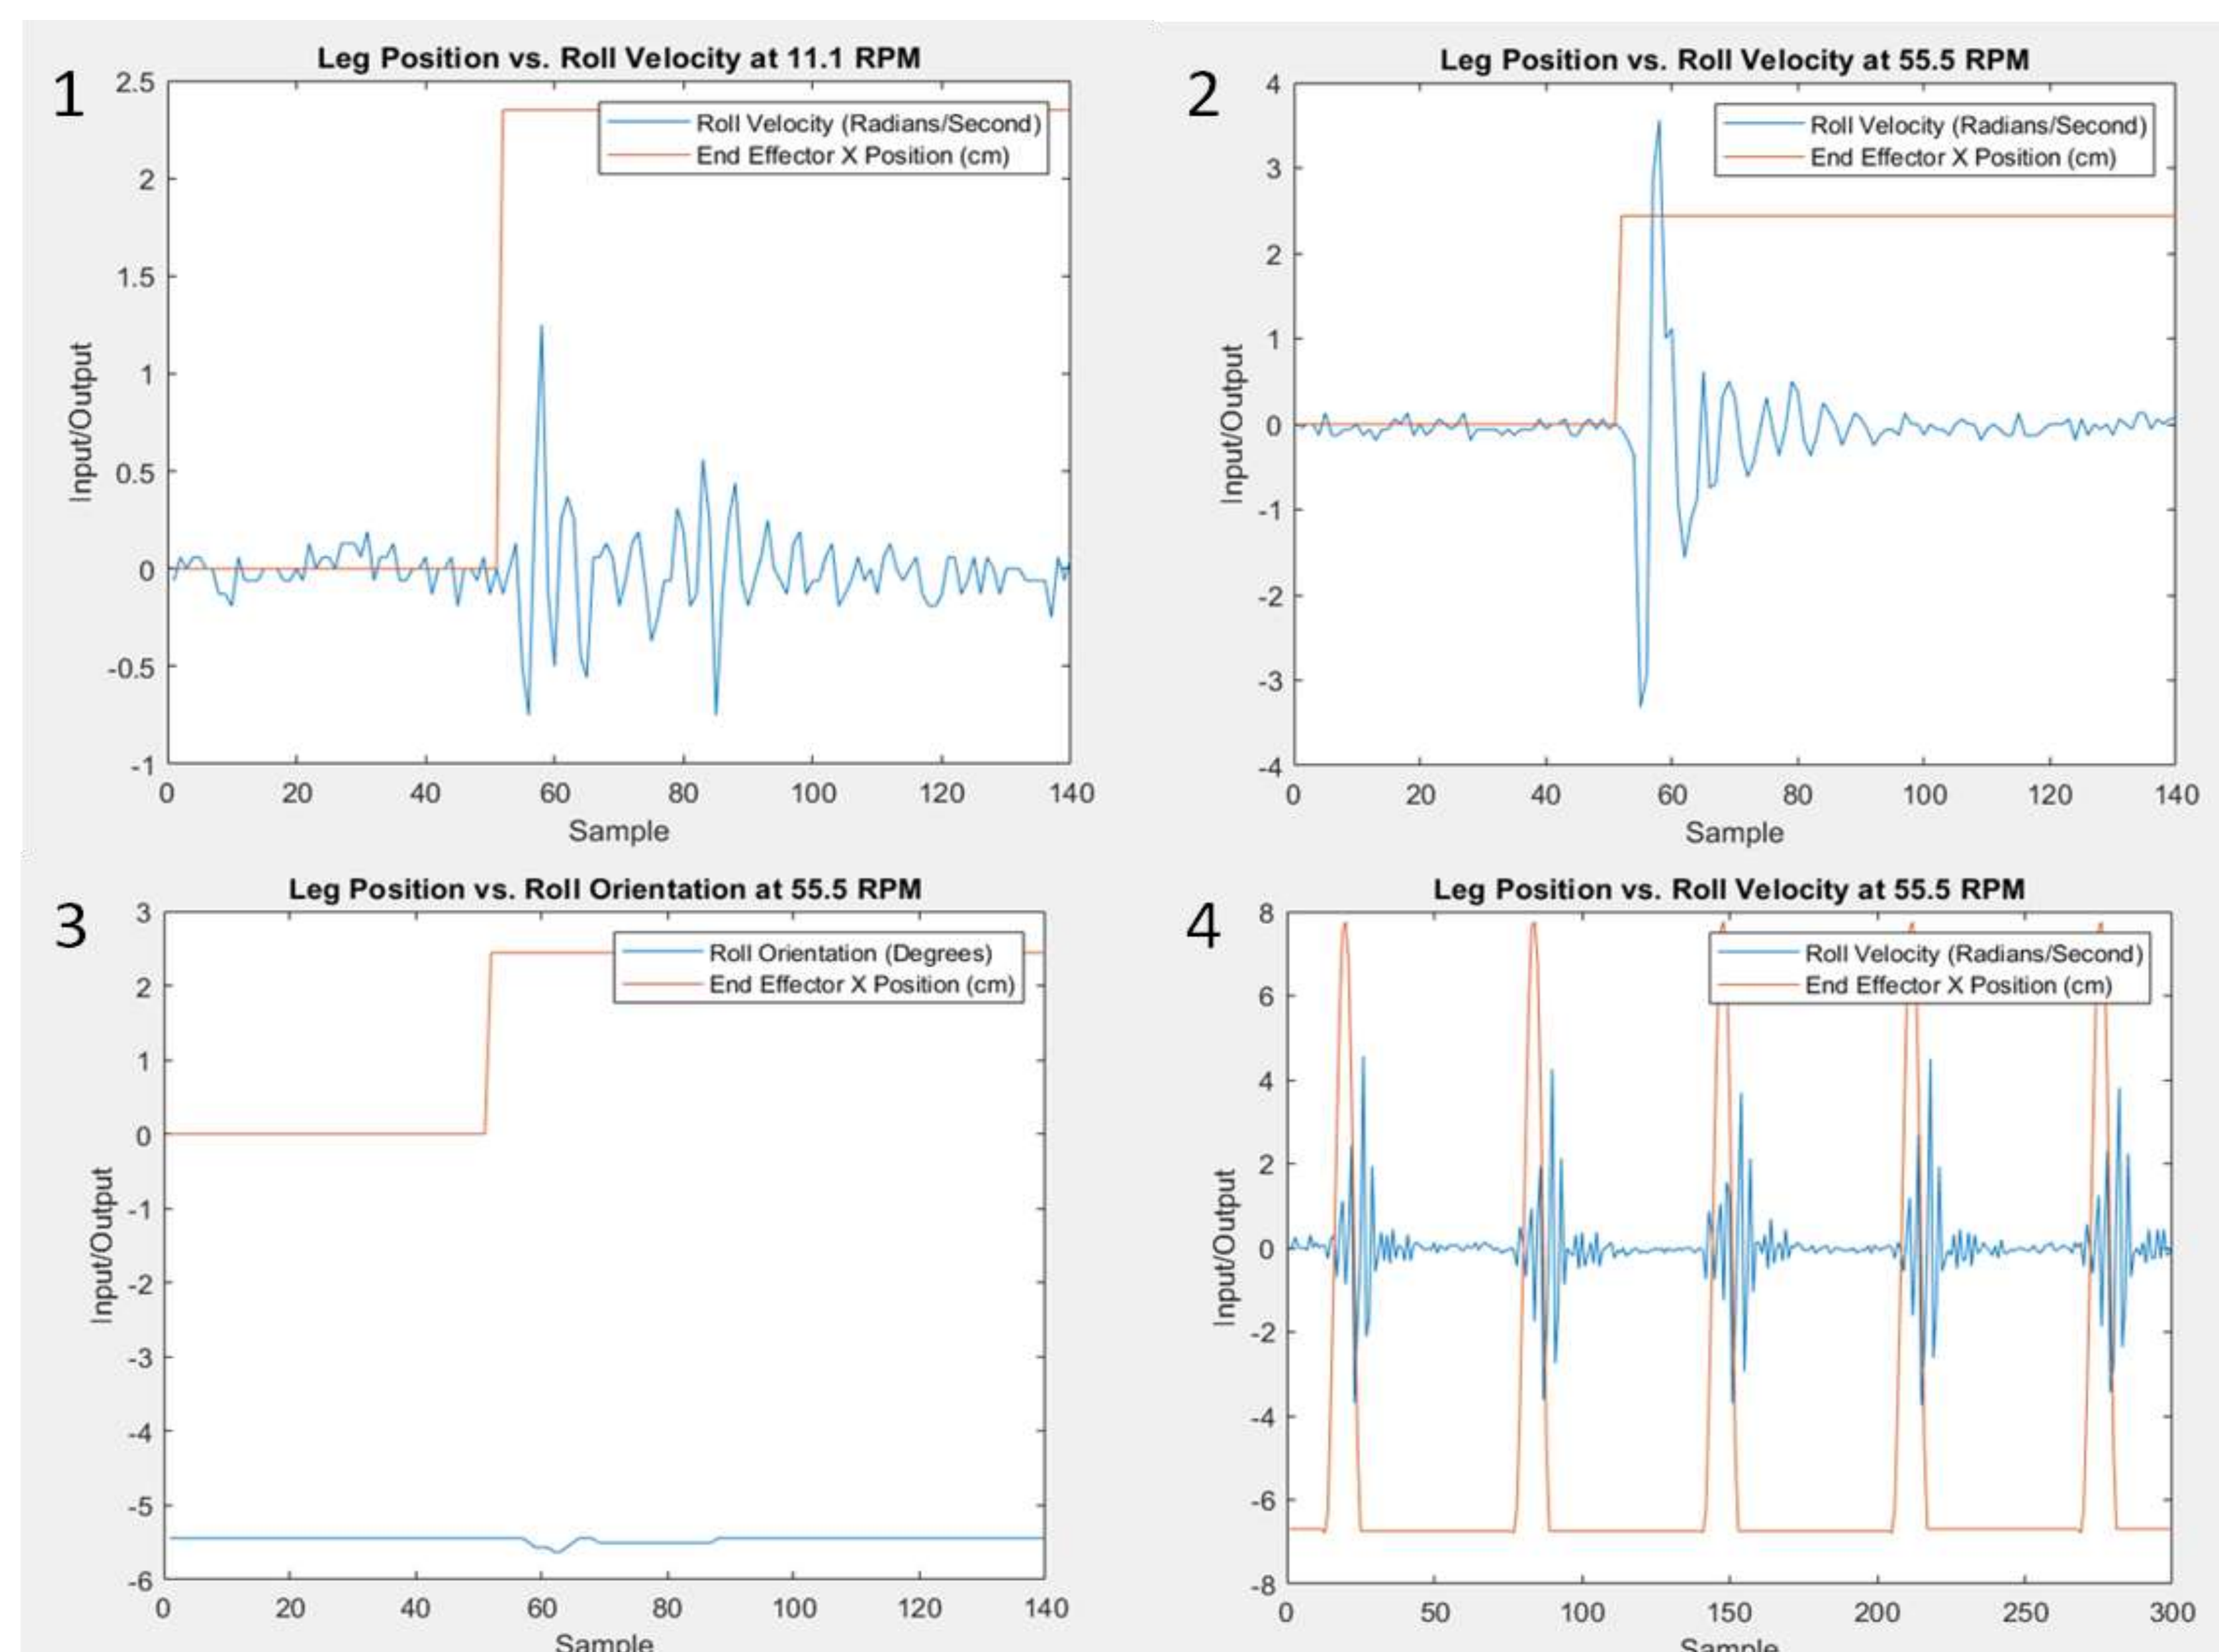 1
Leg Position vs. Roll Velocity at 11.1 RPM
2.5
2
1.5
1
0.5
0
-0.5
-1
Input/Output
Roll Velocity (Radians/Second)
End Effector X Position (cm)
0 20 40 60 80 100 120 140
Sample
2
Leg Position vs. Roll Velocity at 55.5 RPM
4
3
2
1
0
-1
-2
-3
-4
Input/Output
Roll Velocity (Radians/Second)
End Effector X Position (cm)
0 20 40 60 80 100 120 140
Sample
3
Leg Position vs. Roll Orientation at 55.5 RPM
3
2
1
0
-1
-2
-3
-4
-5
-6
Input/Output
Roll Orientation (Degrees)
End Effector X Position (cm)
0 20 40 60 80 100 120 140
Sample
4
Leg Position vs. Roll Velocity at 55.5 RPM
8
6
4
2
0
-2
-4
-6
-8
Input/Output
Roll Velocity (Radians/Second)
End Effector X Position (cm)
0 50 100 150 200 250 300
Sample